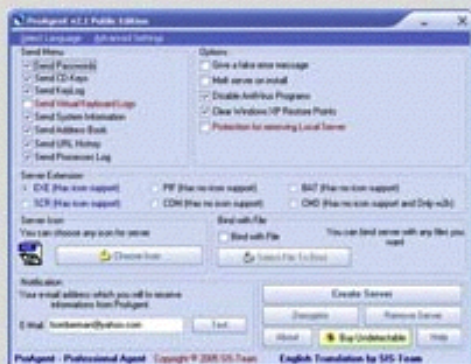 ProAgent v2.1 Public Edition
Select Language Advanced Settings
Send Menu
Send Passwords
Send CD-Keys
Send KeyLog
Send Virtual Keyboard Logs
Send System Information
Send Address Book
Send URL History
Send Processes Log
Options
Give a fake error message
Melt server on install
Disable AntiVirus Programs
Clear Windows XP Restore Points
Protection for removing Local Server
Server Extension
EXE (Has icon support)
PIF (Has no icon support)
BAT (Has no icon support)
SCR (Has icon support)
COM (Has no icon support)
CMD (Has no icon support and Only w2k)
Server Icon
You can choose any icon for server
Choose Icon
Bind with File
Bind with File
You can bind server with any files you want
Select File To Bind
Notification
Your e-mail address which you will to receive
informations from ProAgent.
E-Mail: bomberman@yahoo.com
Test
Create Server
Remove Server
About
Buy Undetectable
Help
ProAgent - Professional Agent Copyright © 2005 SIS-Team English Translation by SIS-Team